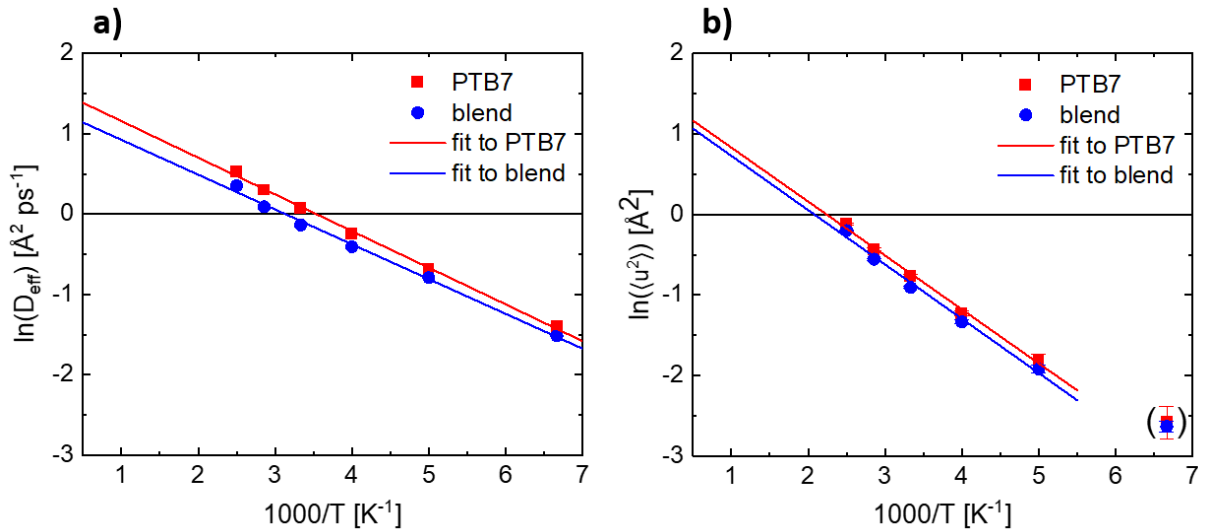 a)
2
1
0
-1
-2
-3
1 2 3 4 5 6 7
ln(D_eff) [Å² ps⁻¹]
1000/T [K⁻¹]
PTB7
blend
fit to PTB7
fit to blend
b)
2
1
0
-1
-2
-3
1 2 3 4 5 6 7
ln(⟨u²⟩) [Å²]
1000/T [K⁻¹]
PTB7
blend
fit to PTB7
fit to blend
( )